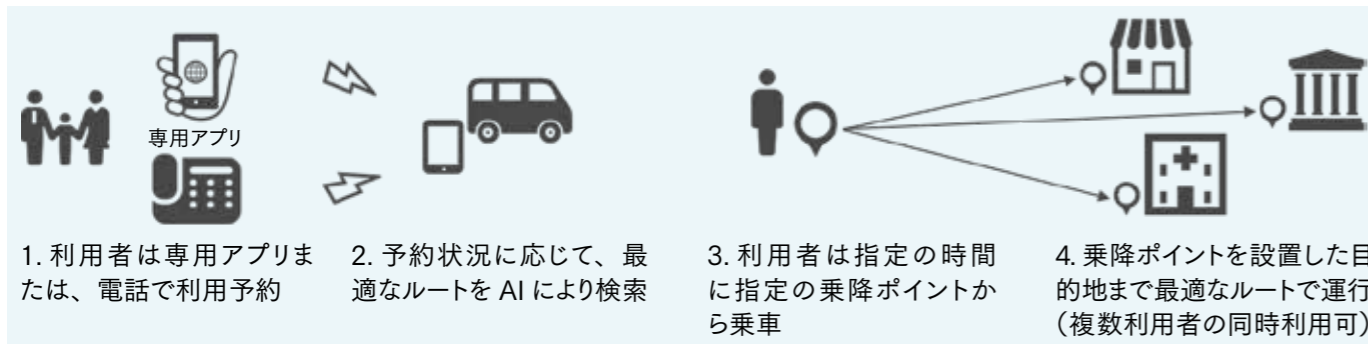 専用アプリ
1. 利用者は専用アプリま
たは、電話で利用予約
2. 予約状況に応じて、最
適なルートを AI により検索
3. 利用者は指定の時間
に指定の乗降ポイントか
ら乗車
4. 乗降ポイントを設置した目
的地まで最適なルートで運行
（複数利用者の同時利用可）